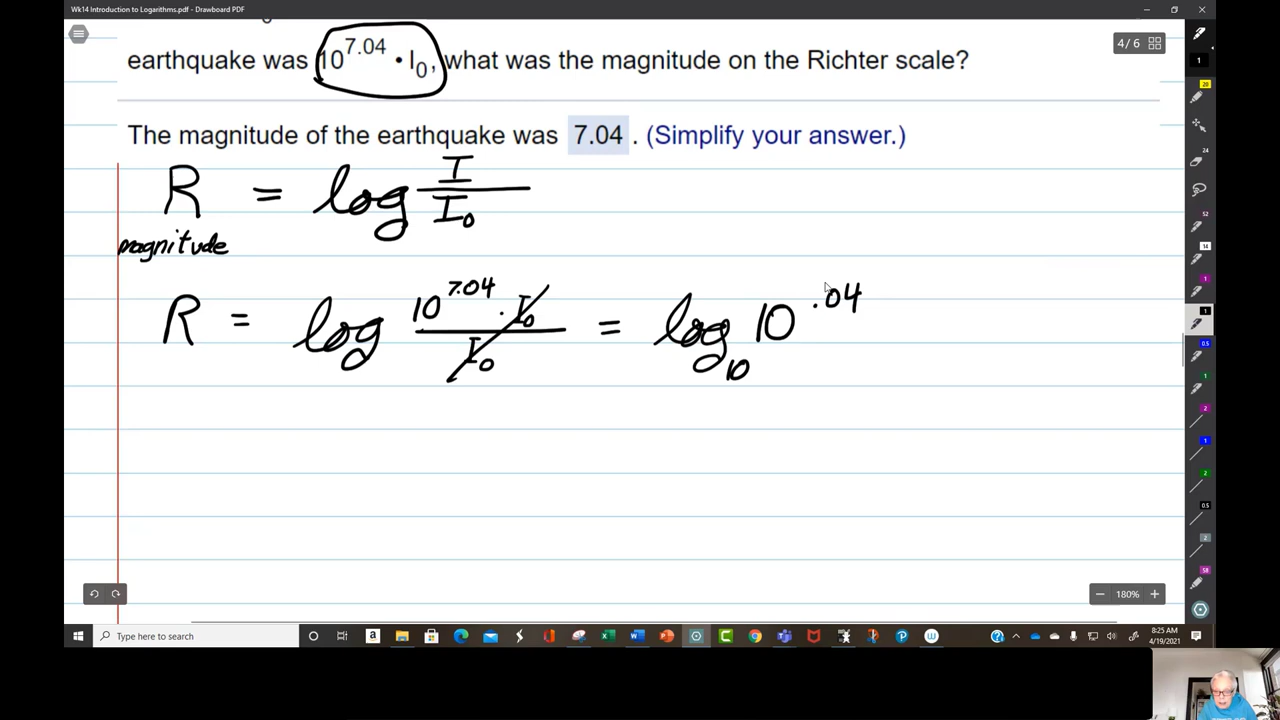 Wk14 Introduction to Logarithms.pdf - Drawboard PDF
earthquake was 10^7.04 • I₀, what was the magnitude on the Richter scale?
4 / 6
The magnitude of the earthquake was 7.04 . (Simplify your answer.)
R = log I / I₀
magnitude
R = log 10^7.04 · I₀ / I₀ = log₁₀ 10^.04
180%
Type here to search
8:25 AM
4/19/2021